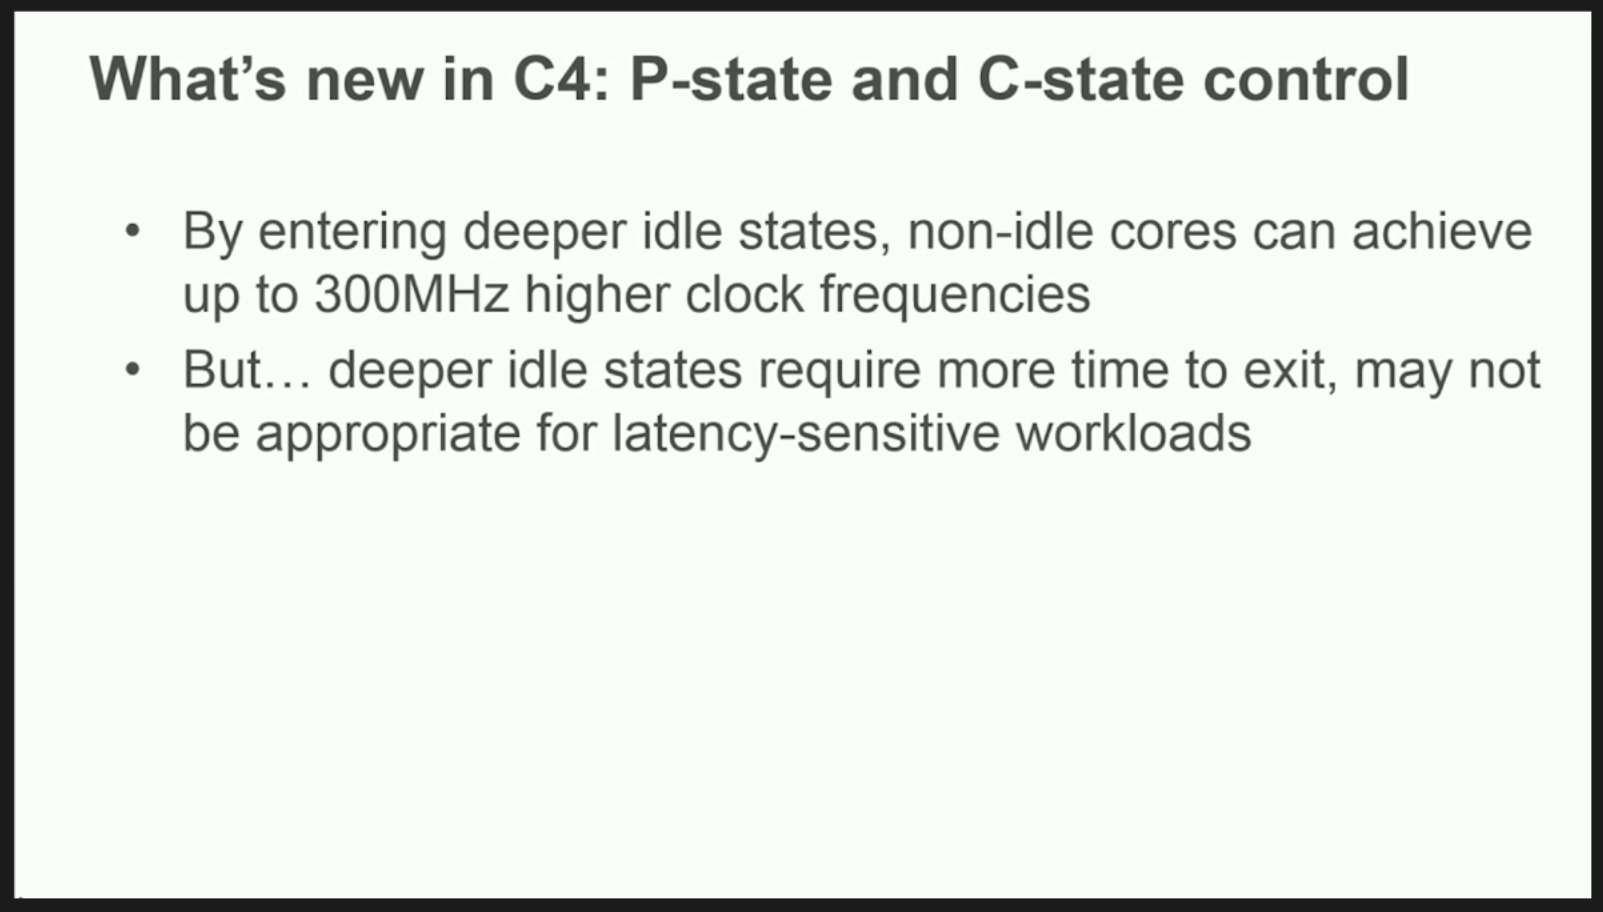 What’s new in C4: P-state and C-state control
• By entering deeper idle states, non-idle cores can achieve
up to 300MHz higher clock frequencies
• But… deeper idle states require more time to exit, may not
be appropriate for latency-sensitive workloads